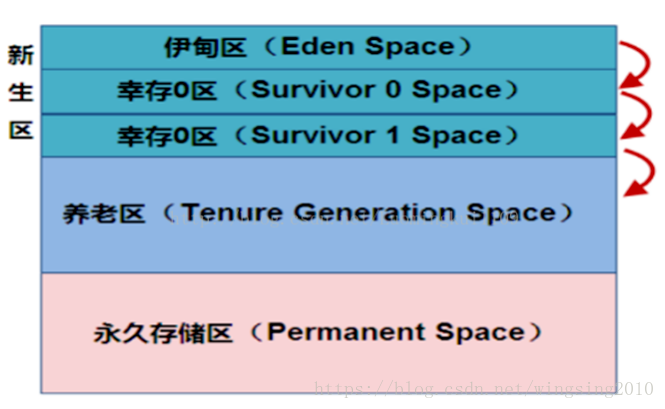 新生区
伊甸区（Eden Space）
幸存0区（Survivor 0 Space）
幸存0区（Survivor 1 Space）
养老区（Tenure Generation Space）
永久存储区（Permanent Space）
https://blog.csdn.net/wingsing2010